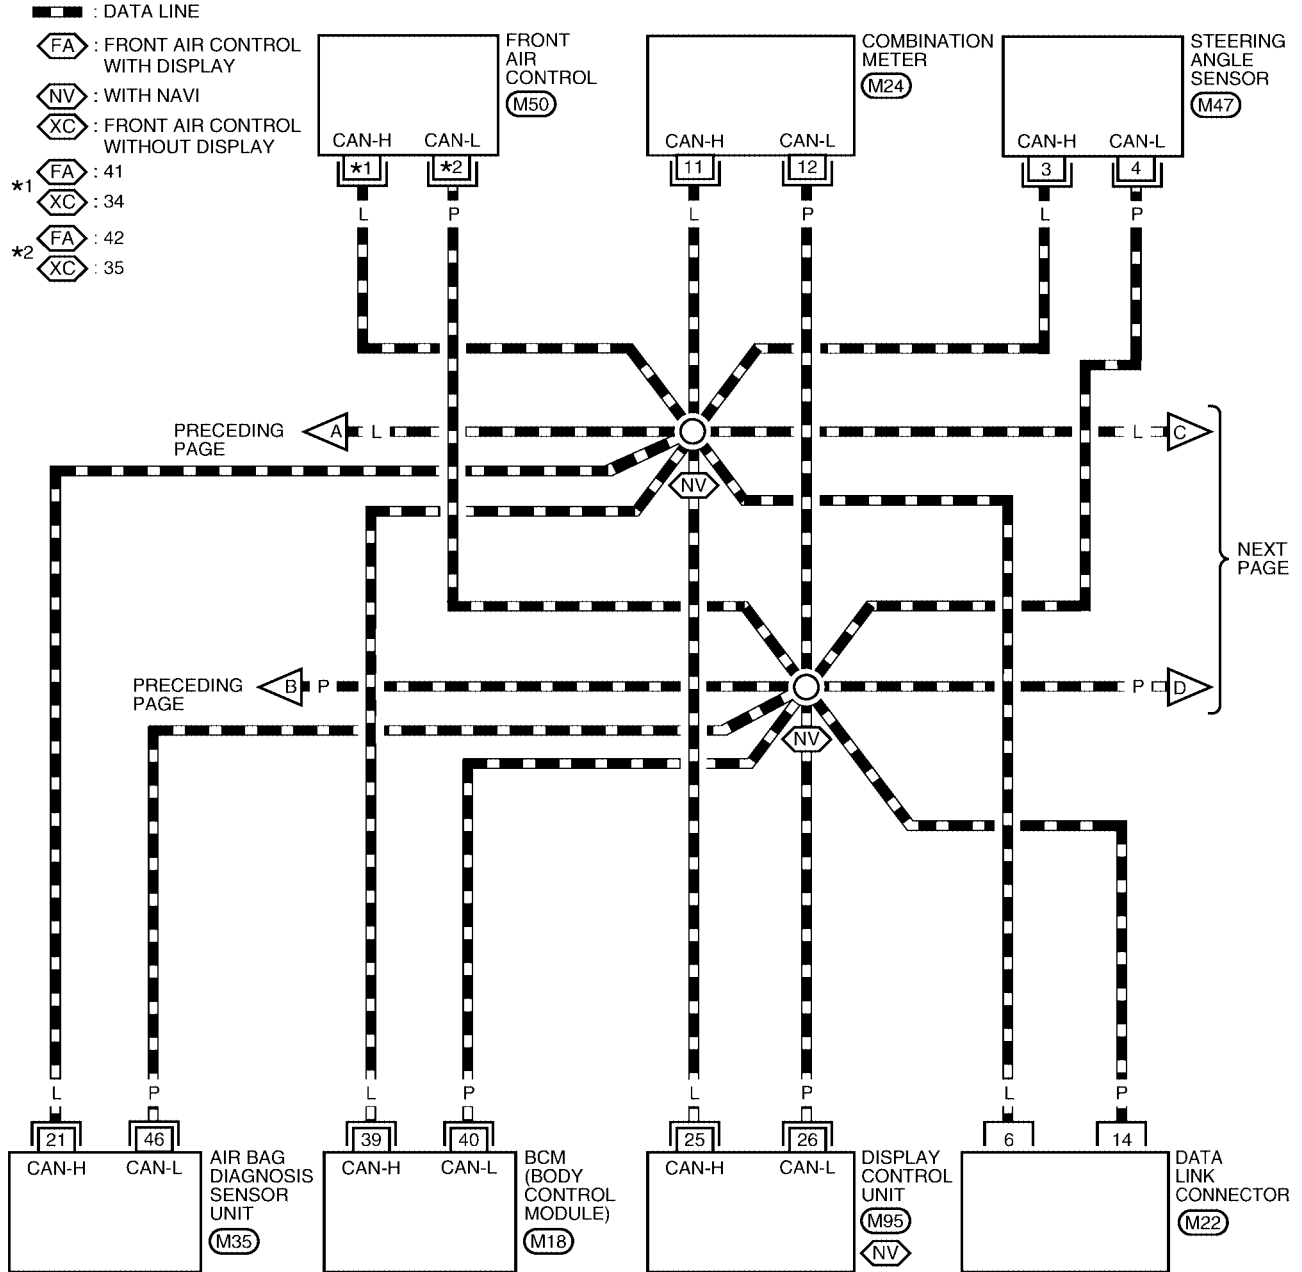 : DATA LINE
FA : FRONT AIR CONTROL
WITH DISPLAY
NV : WITH NAVI
XC : FRONT AIR CONTROL
WITHOUT DISPLAY
*1
FA : 41
XC : 34
*2
FA : 42
XC : 35
FRONT
AIR
CONTROL
M50
CAN-H CAN-L
*1 *2
L P
COMBINATION
METER
M24
CAN-H CAN-L
11 12
L P
STEERING
ANGLE
SENSOR
M47
CAN-H CAN-L
3 4
L P
PRECEDING
PAGE
A L
L C
NV
NEXT
PAGE
PRECEDING
PAGE
B P
P D
NV
L P L P L P L P
21 46 39 40 25 26 6 14
CAN-H CAN-L
AIR BAG
DIAGNOSIS
SENSOR
UNIT
M35
CAN-H CAN-L
BCM
(BODY
CONTROL
MODULE)
M18
CAN-H CAN-L
DISPLAY
CONTROL
UNIT
M95
NV
DATA
LINK
CONNECTOR
M22